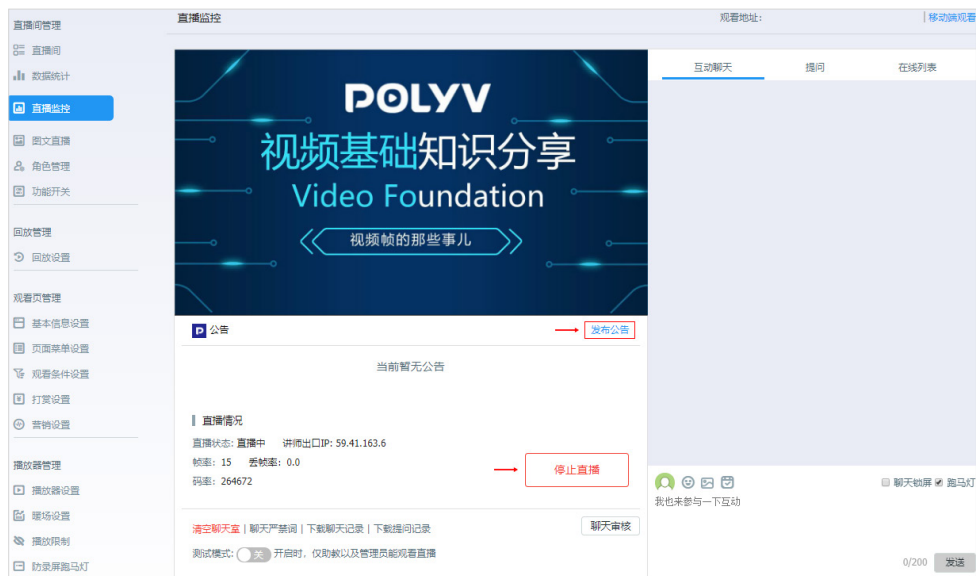 直播间管理
直播间
数据统计
直播监控
图文直播
角色管理
功能开关
回放管理
回放设置
观看页管理
基本信息设置
页面菜单设置
观看条件设置
打赏设置
营销设置
播放器管理
播放器设置
暖场设置
播放限制
防录屏跑马灯
直播监控
观看地址:
移动端观看
POLYV
视频基础知识分享
Video Foundation
视频帧的那些事儿
公告
发布公告
当前暂无公告
直播情况
直播状态: 直播中 讲师出口IP: 59.41.163.6
帧率: 15 丢帧率: 0.0
码率: 264672
停止直播
清空聊天室 | 聊天严禁词 | 下载聊天记录 | 下载提问记录
聊天审核
测试模式: 关 开启时，仅助教以及管理员能观看直播
互动聊天 提问 在线列表
聊天锁屏 跑马灯
我也来参与一下互动
0/200 发送